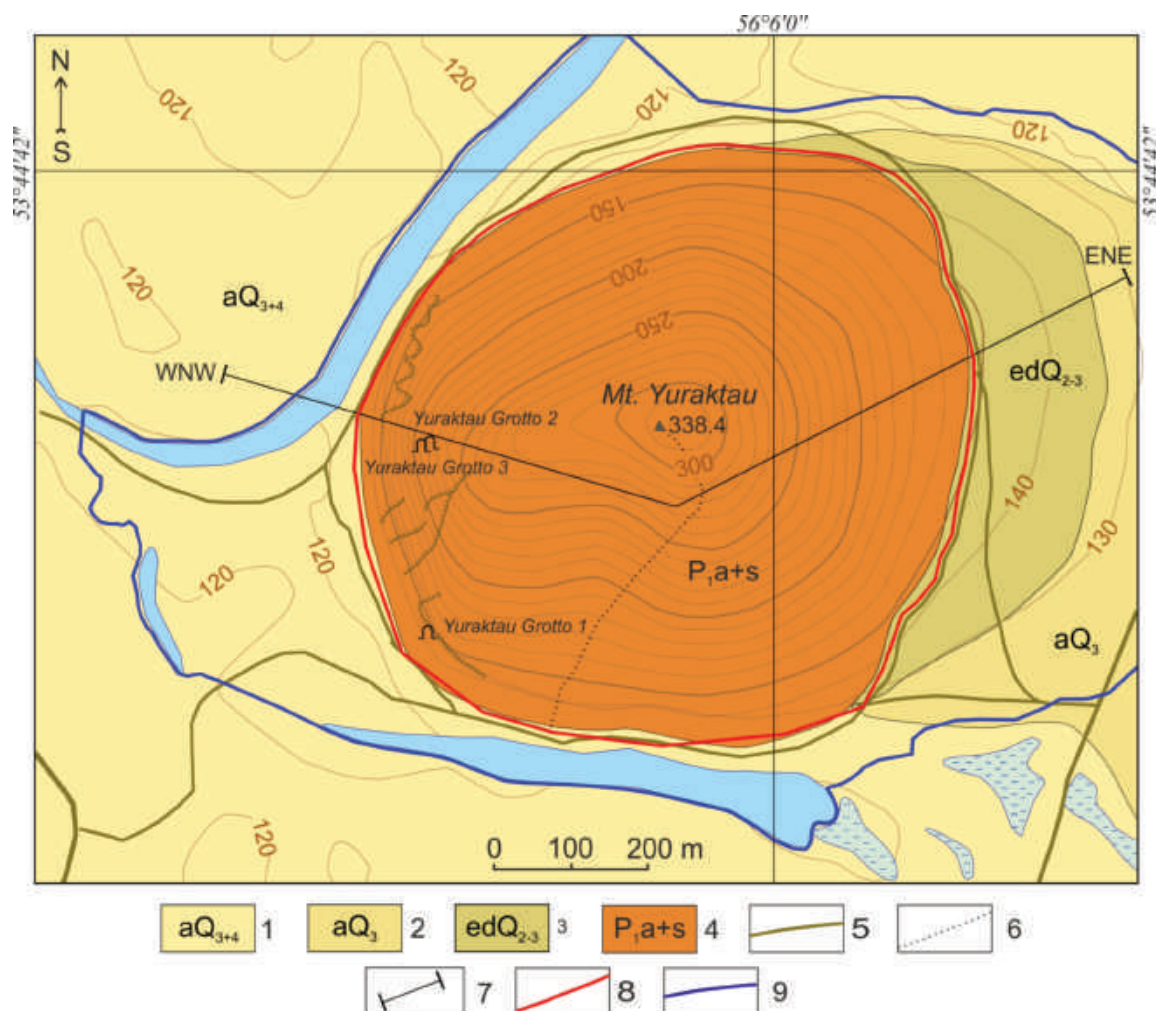 56°6'0"
N
S
53°44'42"
53°44'42"
120
120
120
120
120
150
200
250
300
120
ENE
aQ₃₊₄
WNW
Yuraktau Grotto 2
Yuraktau Grotto 3
Mt. Yuraktau
338.4
edQ₂₋₃
140
130
P₁a+s
120
120
Yuraktau Grotto 1
aQ₃
120
0 100 200 m
aQ₃₊₄ 1 aQ₃ 2 edQ₂₋₃ 3 P₁a+s 4 5 6
7 8 9